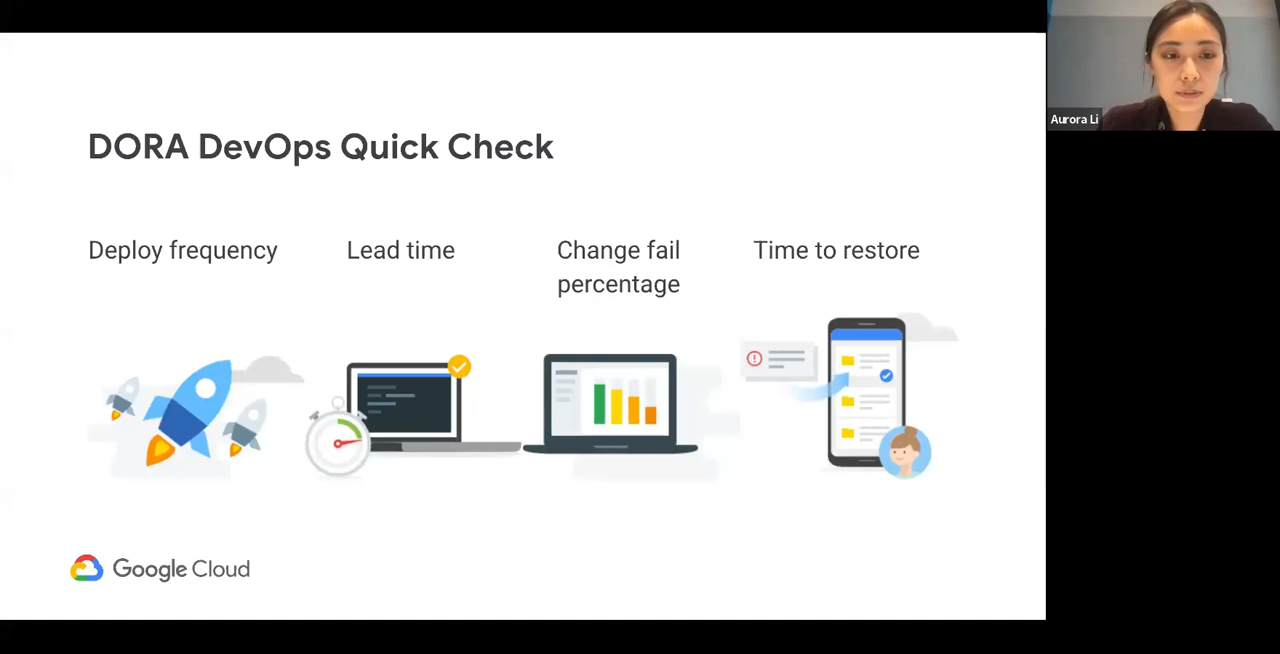 DORA DevOps Quick Check
Deploy frequency
Lead time
Change fail
percentage
Time to restore
Google Cloud
Aurora Li